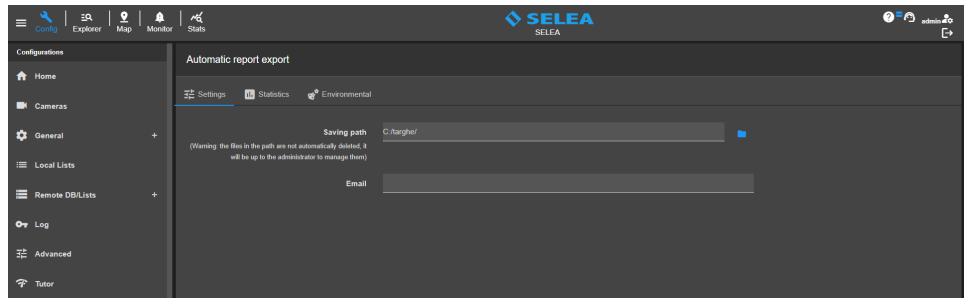 Config
Explorer
Map
Monitor
Stats
SELEA
SELEA
?
admin
Configurations
Home
Cameras
General +
Local Lists
Remote DB/Lists +
Log
Advanced
Tutor
Automatic report export
Settings
Statistics
Environmental
Saving path
C:/targhe/
(Warning: the files in the path are not automatically deleted, it
will be up to the administrator to manage them)
Email